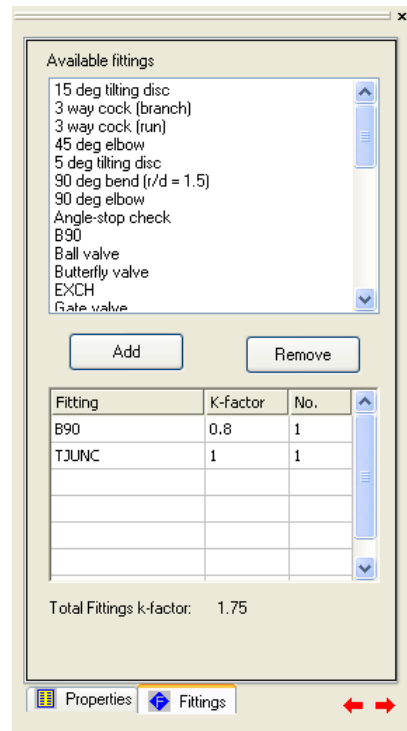 Available fittings
15 deg tilting disc
3 way cock (branch)
3 way cock (run)
45 deg elbow
5 deg tilting disc
90 deg bend (r/d = 1.5)
90 deg elbow
Angle-stop check
B90
Ball valve
Butterfly valve
EXCH
Gate valve
Add Remove
Fitting K-factor No.
B90 0.8 1
TJUNC 1 1
Total Fittings k-factor: 1.75
Properties Fittings